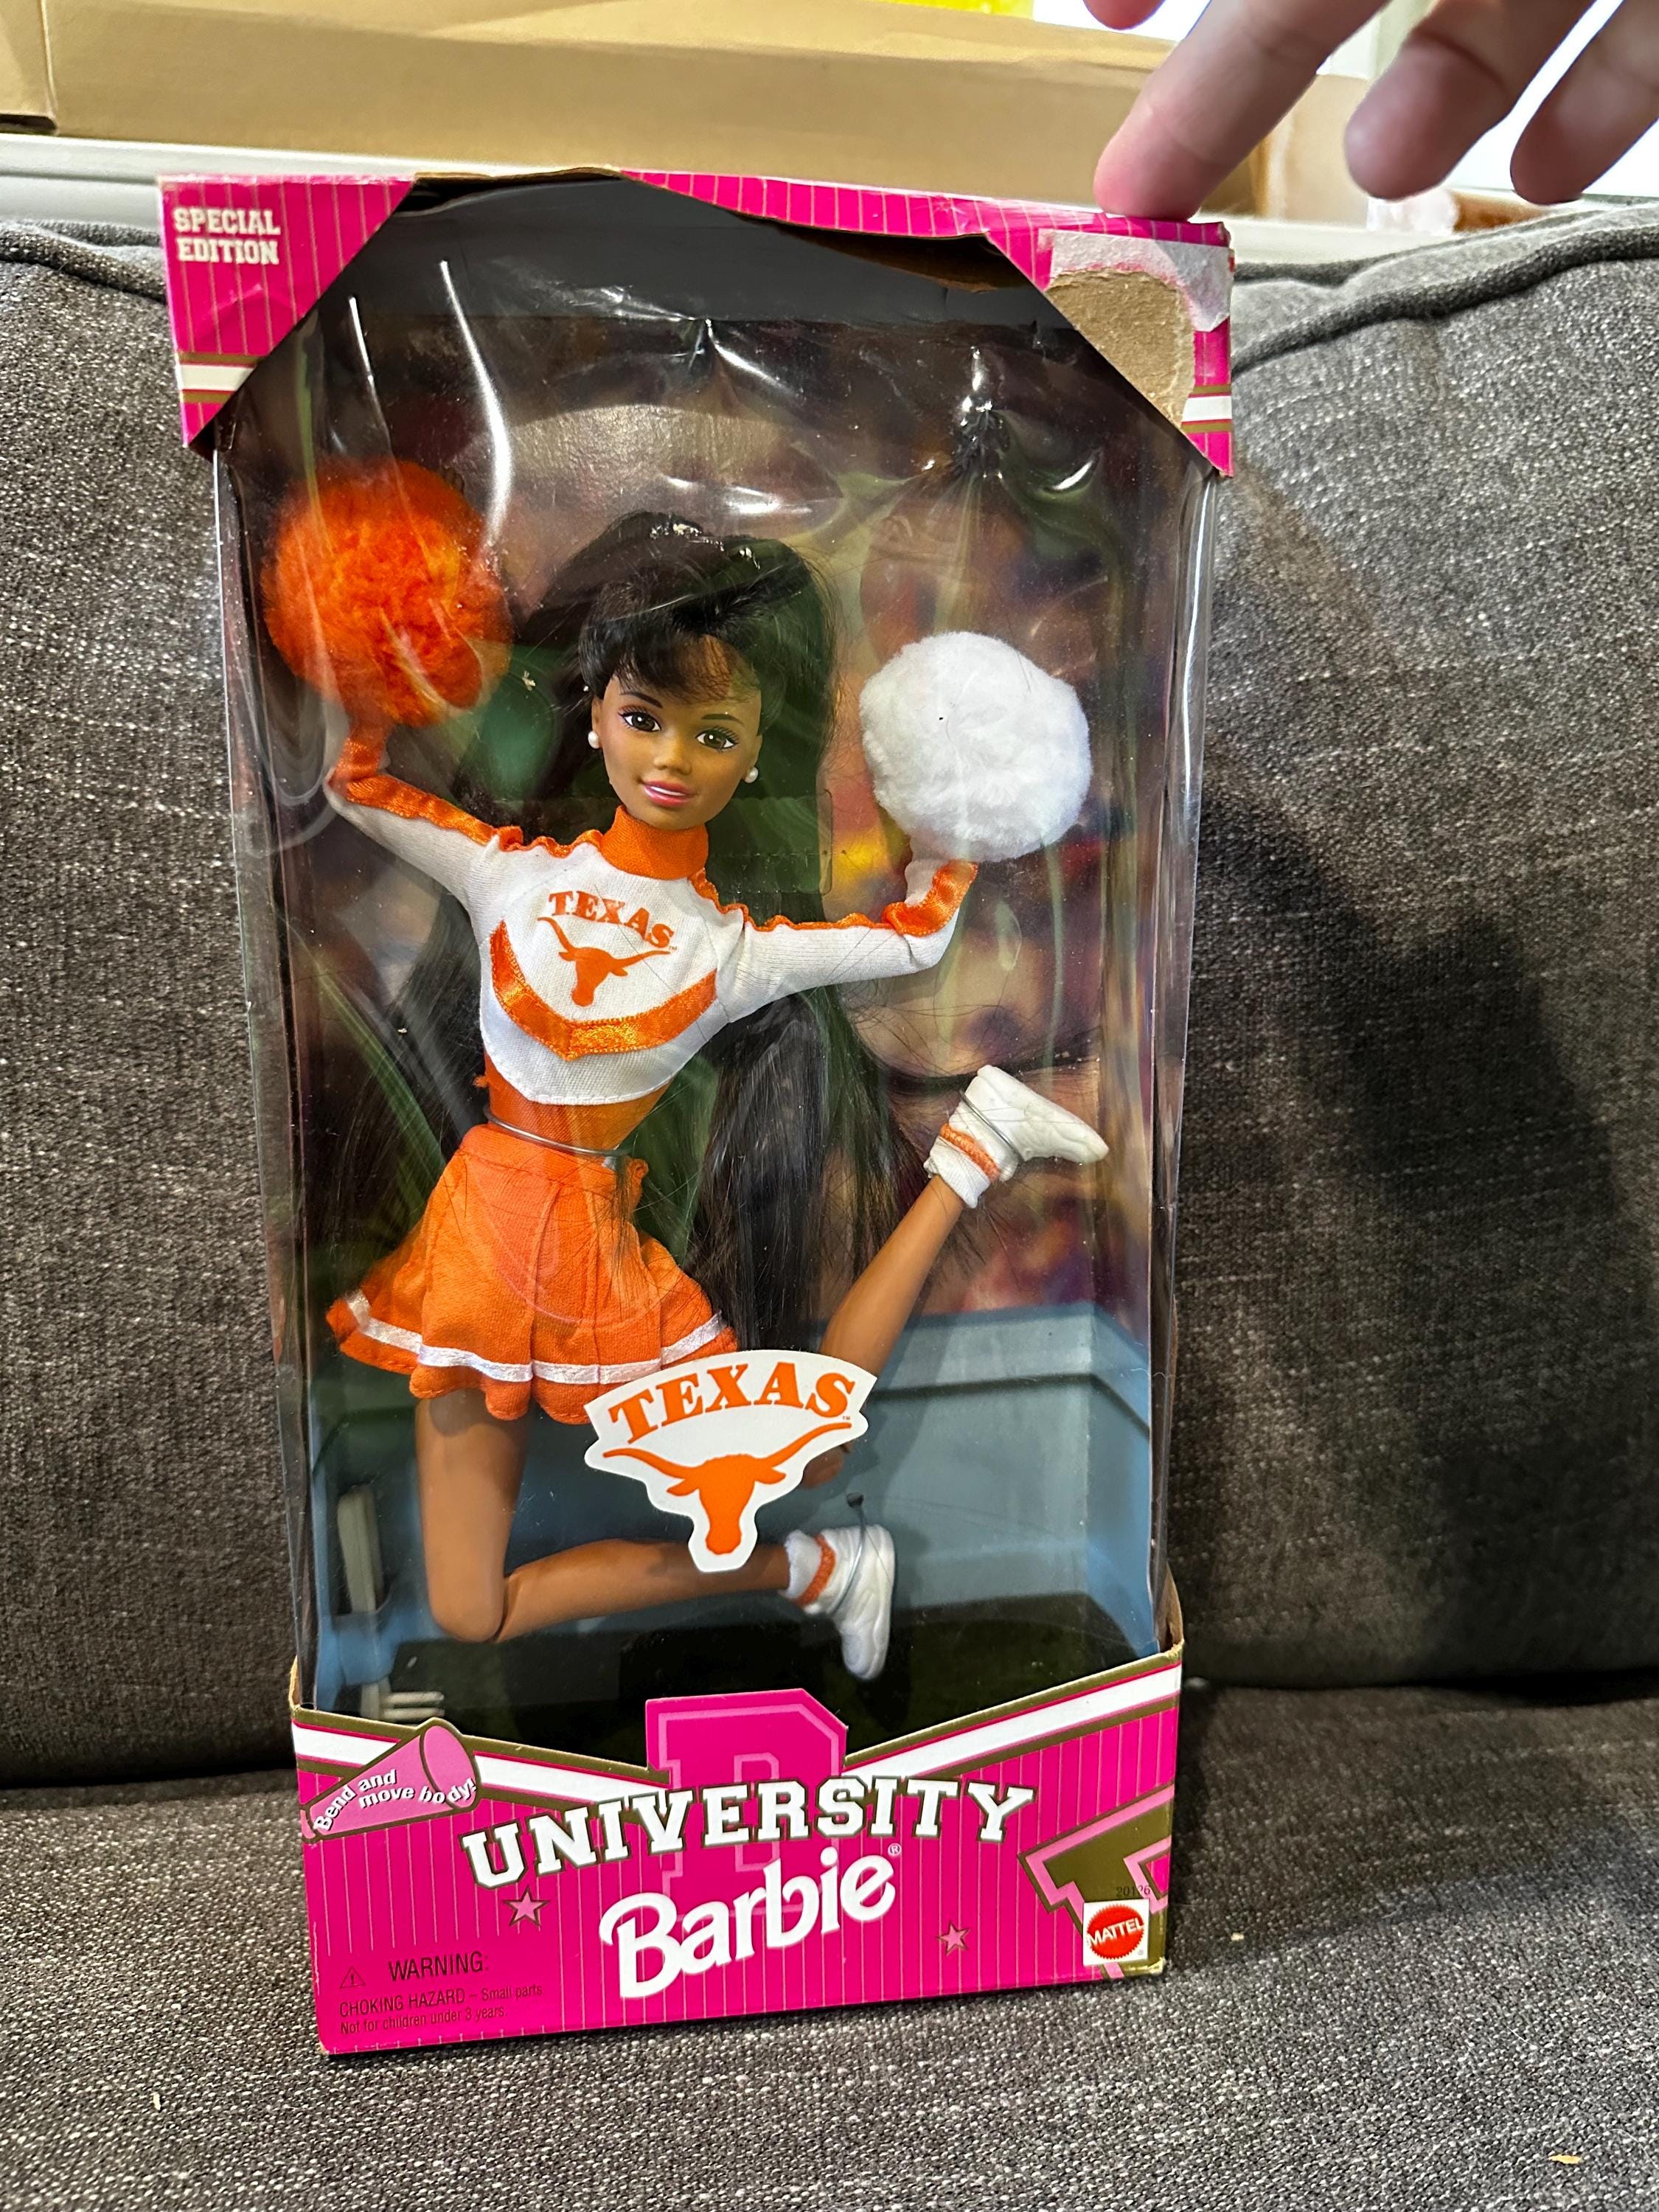 SPECIAL
EDITION
TEXAS
TEXAS
Bend and
move body!
UNIVERSITY
Barbie®
20126
MATTEL
WARNING:
CHOKING HAZARD – Small parts.
Not for children under 3 years.